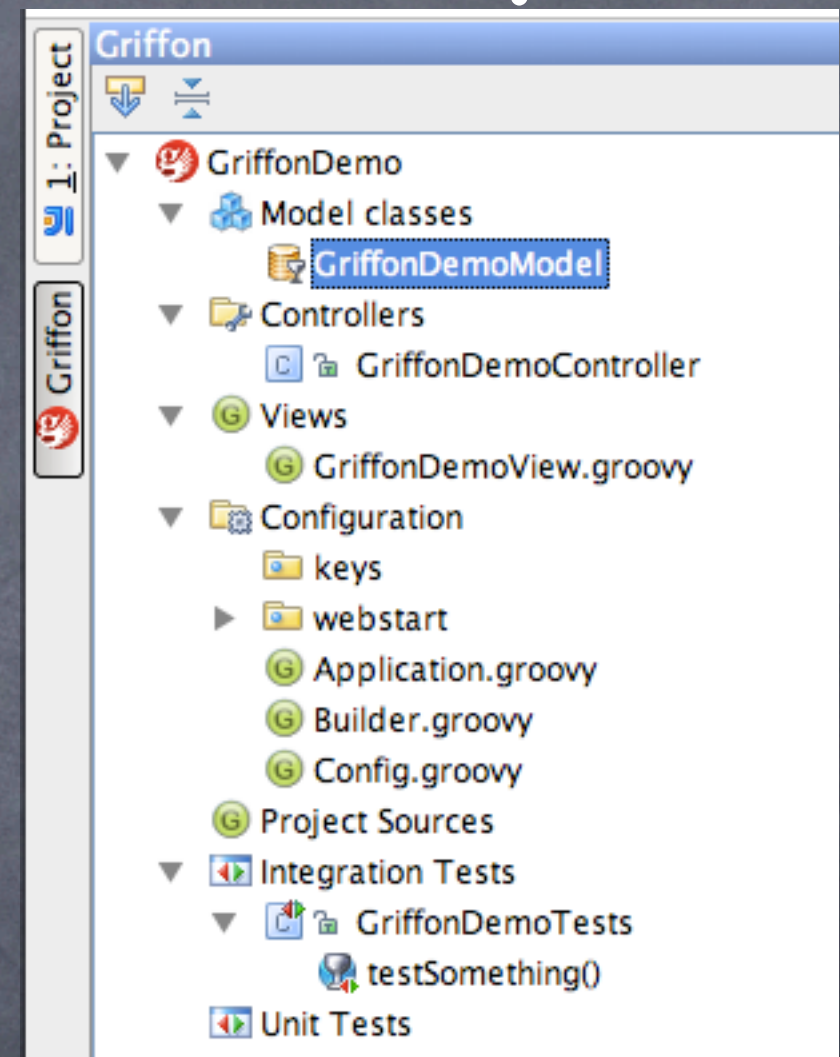 Griffon
1: Project
Griffon
GriffonDemo
Model classes
GriffonDemoModel
Controllers
C GriffonDemoController
G Views
G GriffonDemoView.groovy
Configuration
keys
webstart
G Application.groovy
G Builder.groovy
G Config.groovy
G Project Sources
Integration Tests
C GriffonDemoTests
testSomething()
Unit Tests